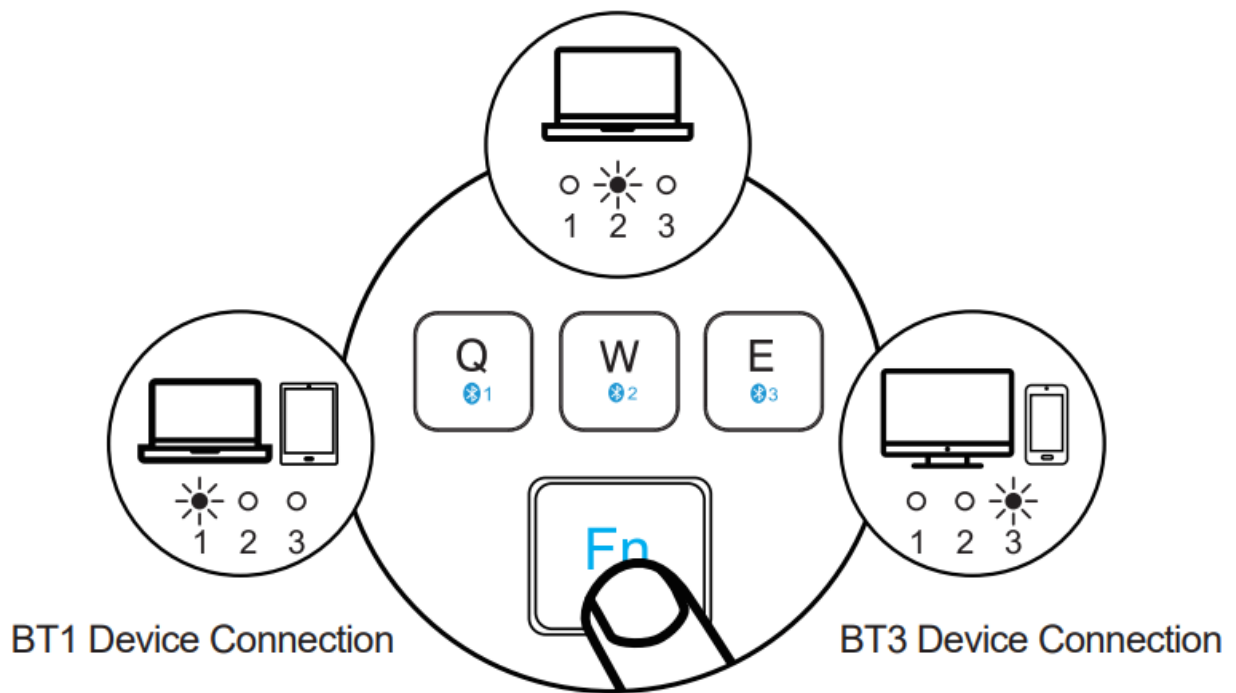 1 2 3
Q W E
1 2 3
1 2 3
1 2 3
Fn
BT1 Device Connection
BT3 Device Connection